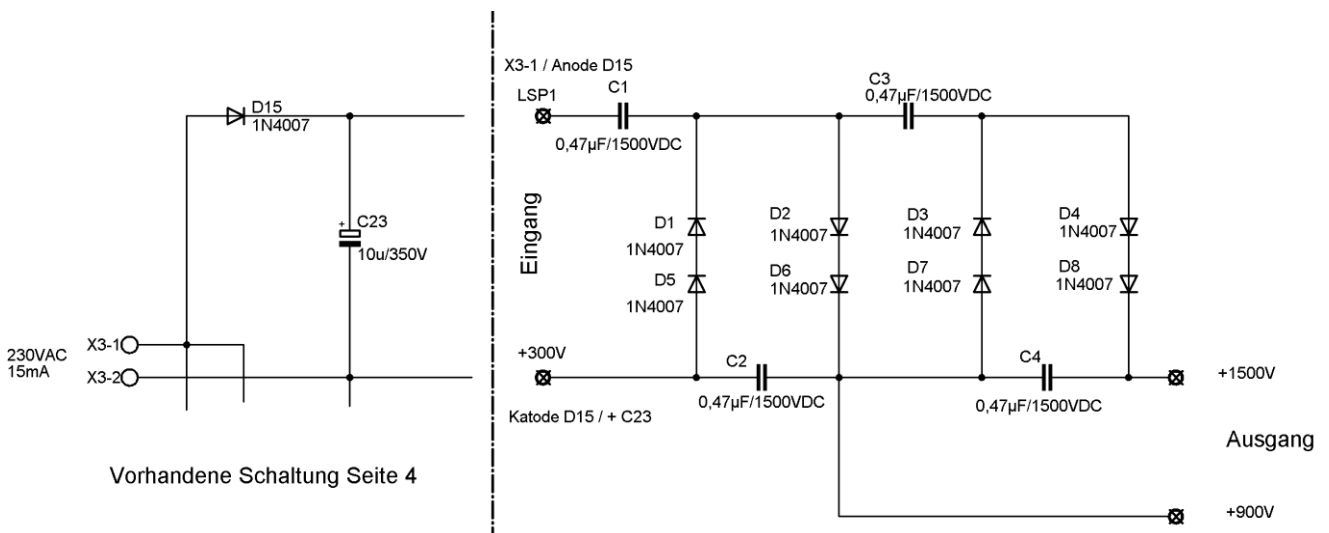 D15
1N4007
+
C23
10u/350V
230VAC
15mA
X3-1
X3-2
Vorhandene Schaltung Seite 4
X3-1 / Anode D15
LSP1
C1
0,47µF/1500VDC
C3
0,47µF/1500VDC
Eingang
D1
1N4007
D5
1N4007
D2
1N4007
D6
1N4007
D3
1N4007
D7
1N4007
D4
1N4007
D8
1N4007
+300V
Katode D15 / + C23
C2
0,47µF/1500VDC
C4
0,47µF/1500VDC
+1500V
Ausgang
+900V